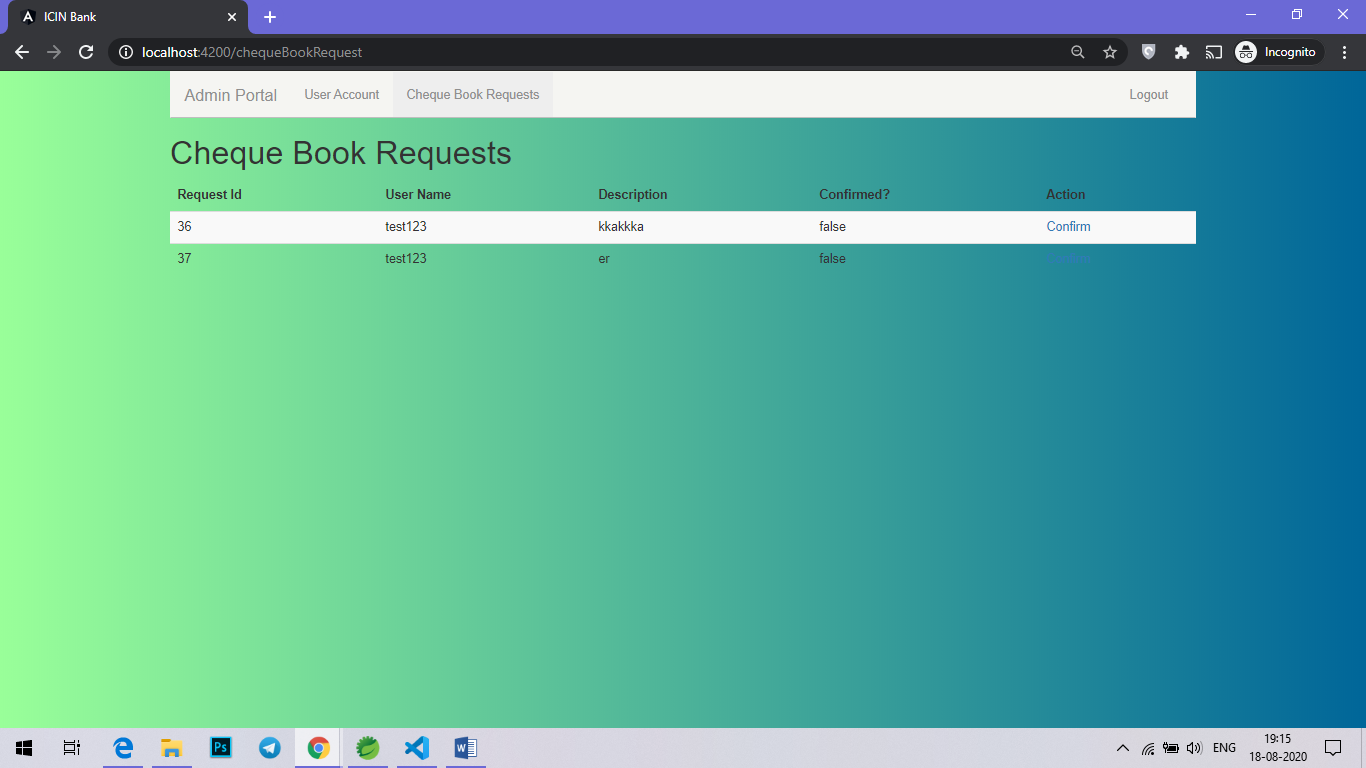 ICIN Bank
localhost:4200/chequeBookRequest
Incognito
Admin Portal User Account Cheque Book Requests Logout
Cheque Book Requests
Request Id User Name Description Confirmed? Action
36 test123 kkakkka false Confirm
37 test123 er false
Ps
ENG
19:15
18-08-2020